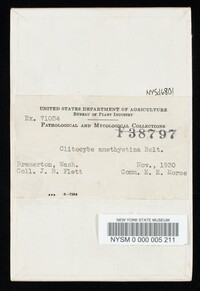 NYS16801
UNITED STATES DEPARTMENT OF AGRICULTURE
BUREAU OF PLANT INDUSTRY
Ex. 71034
PATHOLOGICAL AND MYCOLOGICAL COLLECTIONS
F38797
Clitocybe amethystina Bolt.
Bremerton, Wash. Nov., 1930
Coll. J. B. Flett Comm. E. E. Morse
NEW YORK STATE MUSEUM
NYSM 0 000 005 211